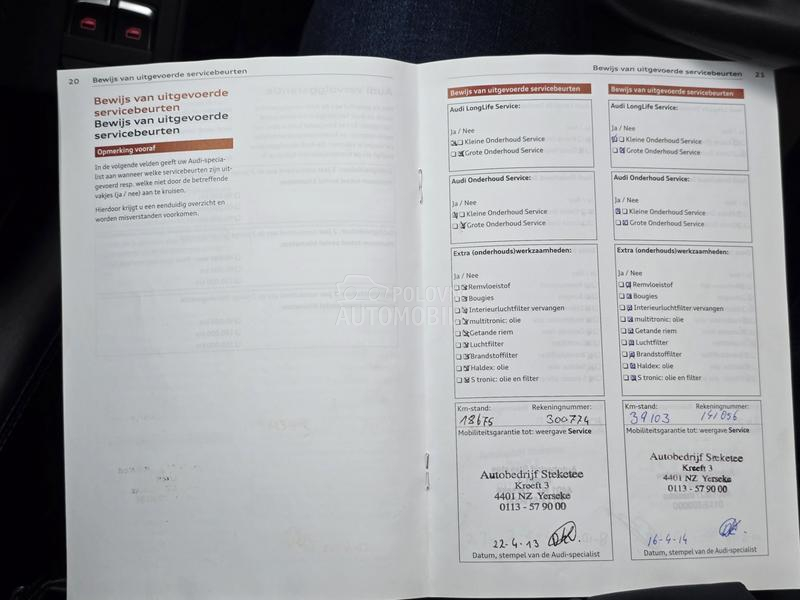 20 Bewijs van uitgevoerde servicebeurten
Bewijs van uitgevoerde
servicebeurten
Bewijs van uitgevoerde
servicebeurten
Opmerking vooraf
In de volgende velden geeft uw Audi-specia-
list aan wanneer welke servicebeurten zijn uit-
gevoerd resp. welke niet door de betreffende
vakjes (ja / nee) aan te kruisen.
Hierdoor krijgt u een eenduidig overzicht en
worden misverstanden voorkomen.
Bewijs van uitgevoerde servicebeurten 21
Bewijs van uitgevoerde servicebeurten
Audi LongLife Service:
Ja / Nee
Kleine Onderhoud Service
Grote Onderhoud Service
Audi Onderhoud Service:
Ja / Nee
Kleine Onderhoud Service
Grote Onderhoud Service
Extra (onderhouds)werkzaamheden:
Ja / Nee
Remvloeistof
Bougies
Interieurluchtfilter vervangen
multitronic: olie
Getande riem
Luchtfilter
Brandstoffilter
Haldex: olie
S tronic: olie en filter
Km-stand: Rekeningnummer:
18675 300774
Mobiliteitsgarantie tot: weergave Service
Autobedrijf Steketee
Kreeft 3
4401 NZ Yerseke
0113 - 57 90 00
22-4-13
Datum, stempel van de Audi-specialist
Bewijs van uitgevoerde servicebeurten
Audi LongLife Service:
Ja / Nee
Kleine Onderhoud Service
Grote Onderhoud Service
Audi Onderhoud Service:
Ja / Nee
Kleine Onderhoud Service
Grote Onderhoud Service
Extra (onderhouds)werkzaamheden:
Ja / Nee
Remvloeistof
Bougies
Interieurluchtfilter vervangen
multitronic: olie
Getande riem
Luchtfilter
Brandstoffilter
Haldex: olie
S tronic: olie en filter
Km-stand: Rekeningnummer:
39103
Mobiliteitsgarantie tot: weergave Service
Autobedrijf Steketee
Kreeft 3
4401 NZ Yerseke
0113 - 57 90 00
16-4-14
Datum, stempel van de Audi-specialist
POLOVNI
AUTOMOBILI